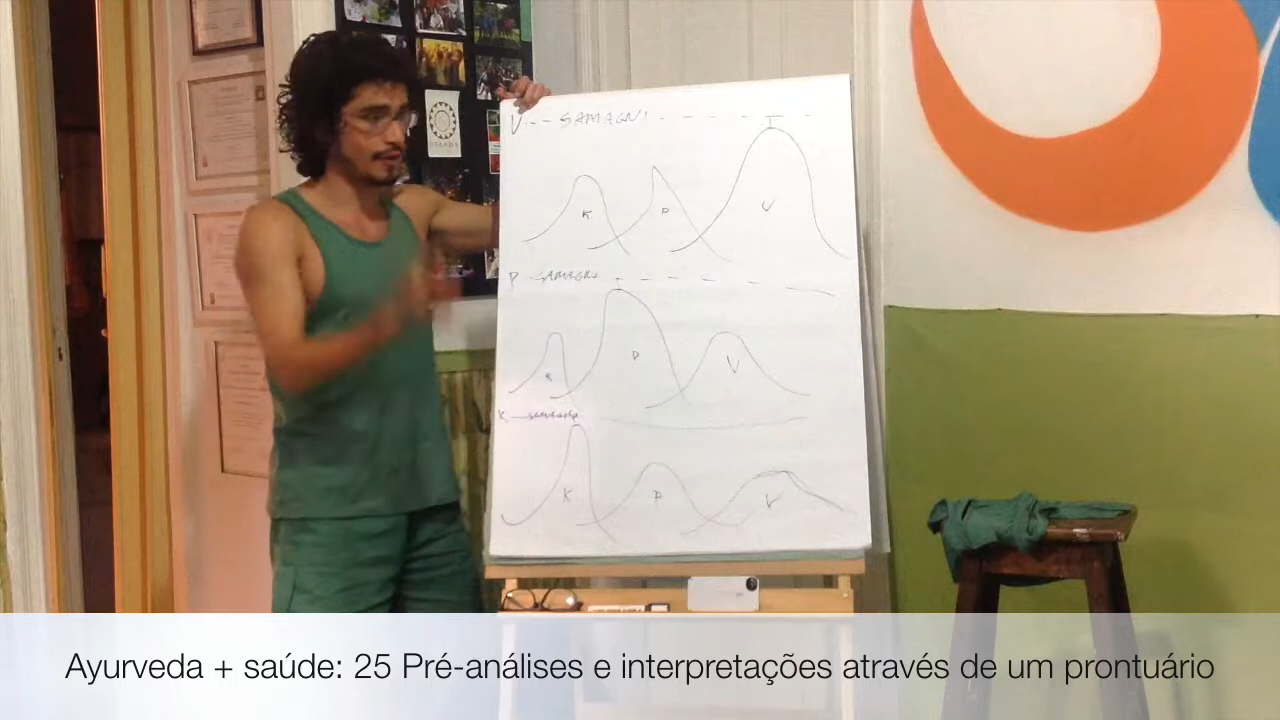 V - - - SAMAGNI - - - -
K P V
P - - SAMAGNI - - - -
K P V
K
K P V
Ayurveda + saúde: 25 Pré-análises e interpretações através de um prontuário